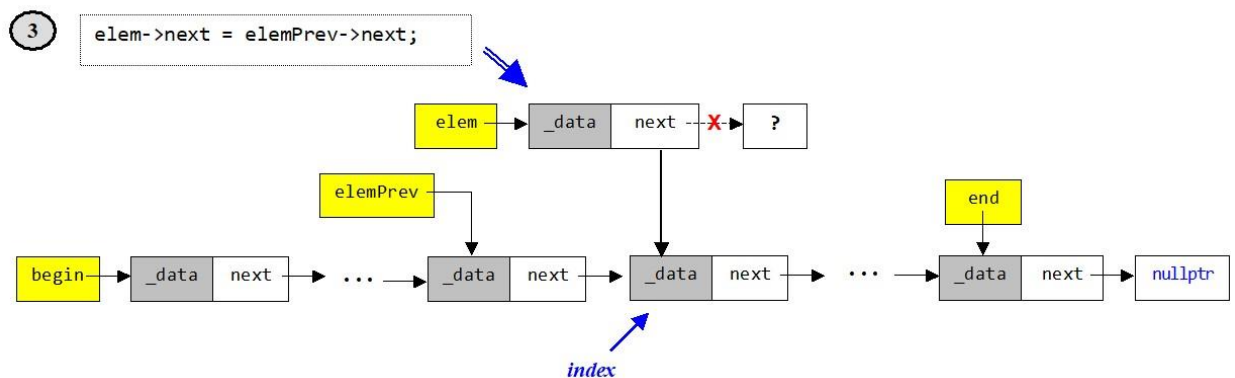 3
elem->next = elemPrev->next;
elem _data next X ?
elemPrev
end
begin _data next ... _data next _data next ... _data next nullptr
index